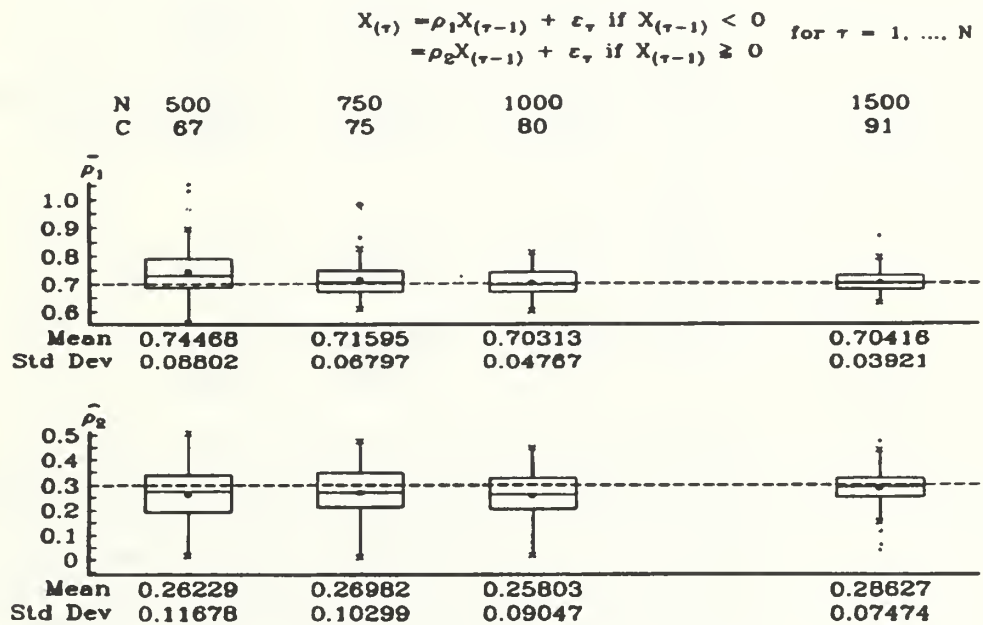 X(τ) =ρ1X(τ-1) + ετ if X(τ-1) < 0
=ρ2X(τ-1) + ετ if X(τ-1) ≧ 0
for τ = 1, ..., N
N 500 750 1000 1500
C 67 75 80 91
ρ̂1
1.0
0.9
0.8
0.7
0.6
Mean 0.74468 0.71595 0.70313 0.70416
Std Dev 0.08802 0.06797 0.04767 0.03921
ρ̂2
0.5
0.4
0.3
0.2
0.1
0
Mean 0.26229 0.26982 0.25803 0.28627
Std Dev 0.11678 0.10299 0.09047 0.07474